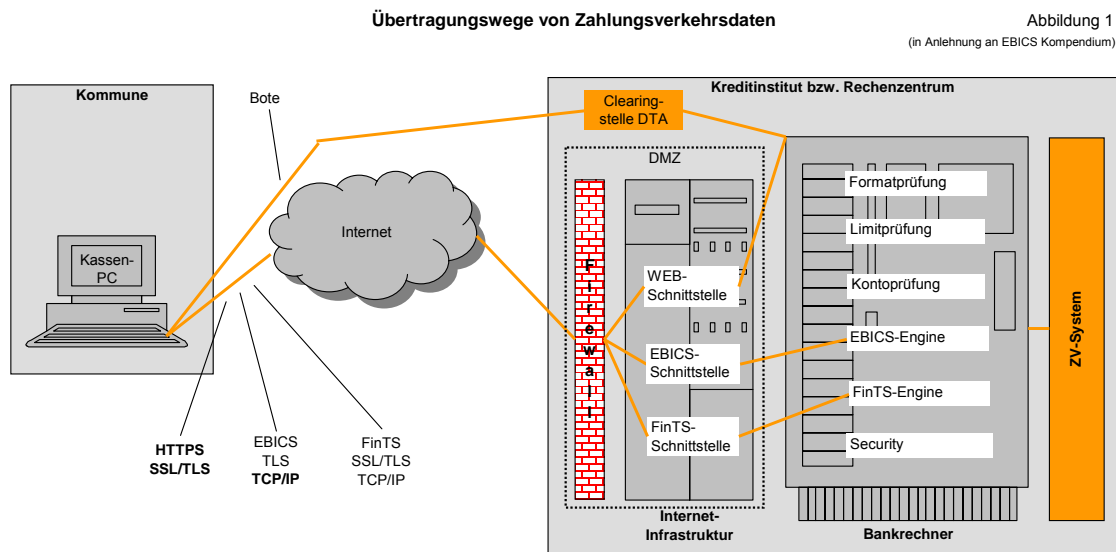 Übertragungswege von Zahlungsverkehrsdaten
Abbildung 1
(in Anlehnung an EBICS Kompendium)
Kommune
Bote
Kassen-
PC
Internet
HTTPS
SSL/TLS
EBICS
TLS
TCP/IP
FinTS
SSL/TLS
TCP/IP
Kreditinstitut bzw. Rechenzentrum
Clearing-
stelle DTA
DMZ
Firewall
WEB-
Schnittstelle
EBICS-
Schnittstelle
FinTS-
Schnittstelle
Internet-
Infrastruktur
Formatprüfung
Limitprüfung
Kontoprüfung
EBICS-Engine
FinTS-Engine
Security
Bankrechner
ZV-System